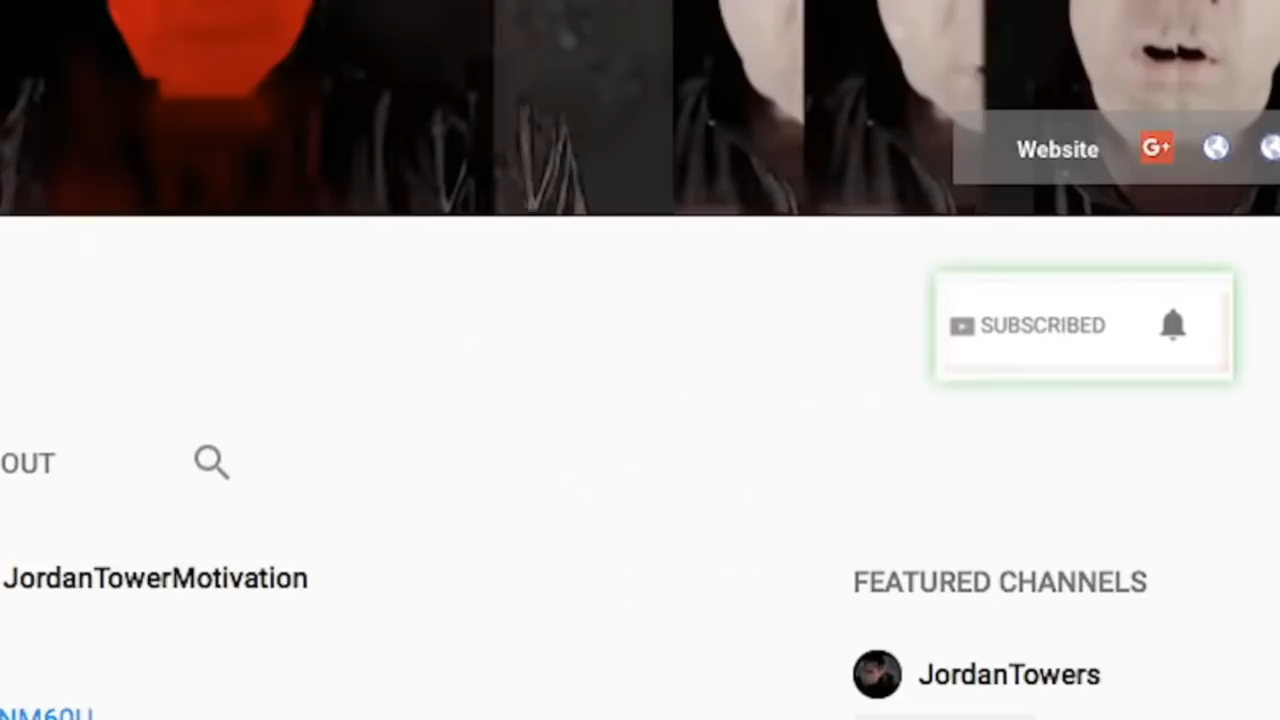 Website G+
SUBSCRIBED
OUT
JordanTowerMotivation
FEATURED CHANNELS
JordanTowers